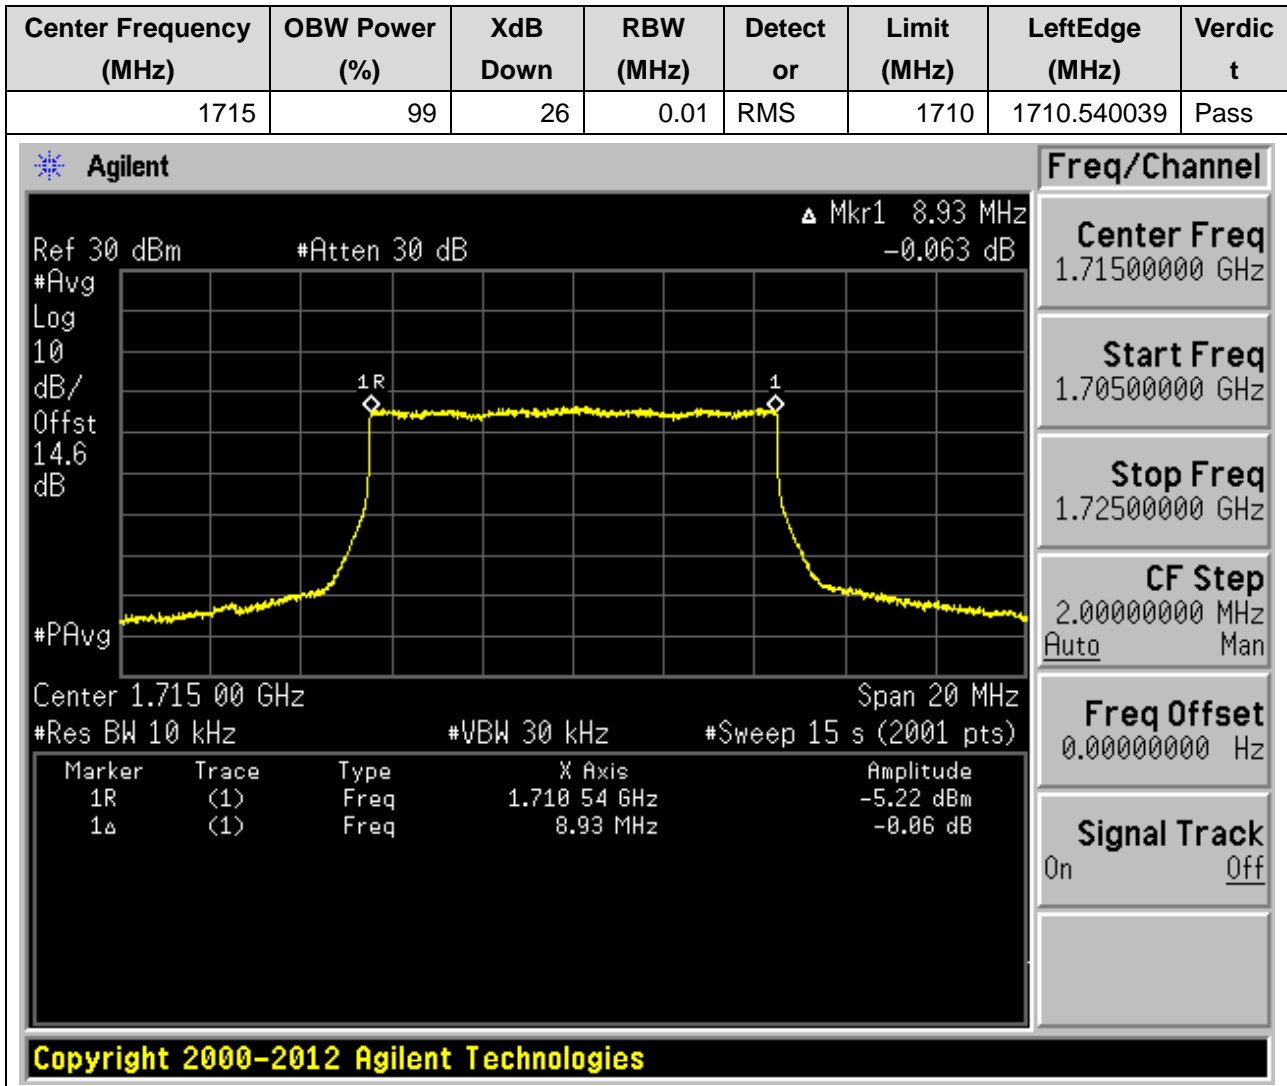 Center Frequency (MHz) OBW Power (%) XdB Down RBW (MHz) Detect or Limit (MHz) LeftEdge (MHz) Verdic t
1715 99 26 0.01 RMS 1710 1710.540039 Pass
Agilent
Freq/Channel
Δ Mkr1 8.93 MHz
Ref 30 dBm #Atten 30 dB -0.063 dB
#Avg
Log
10
dB/
Offst
14.6
dB
#PAvg
1R
1
Center 1.715 00 GHz Span 20 MHz
#Res BW 10 kHz #VBW 30 kHz #Sweep 15 s (2001 pts)
Marker Trace Type X Axis Amplitude
1R (1) Freq 1.710 54 GHz -5.22 dBm
1Δ (1) Freq 8.93 MHz -0.06 dB
Center Freq
1.71500000 GHz
Start Freq
1.70500000 GHz
Stop Freq
1.72500000 GHz
CF Step
2.00000000 MHz
Auto Man
Freq Offset
0.00000000 Hz
Signal Track
On Off
Copyright 2000-2012 Agilent Technologies